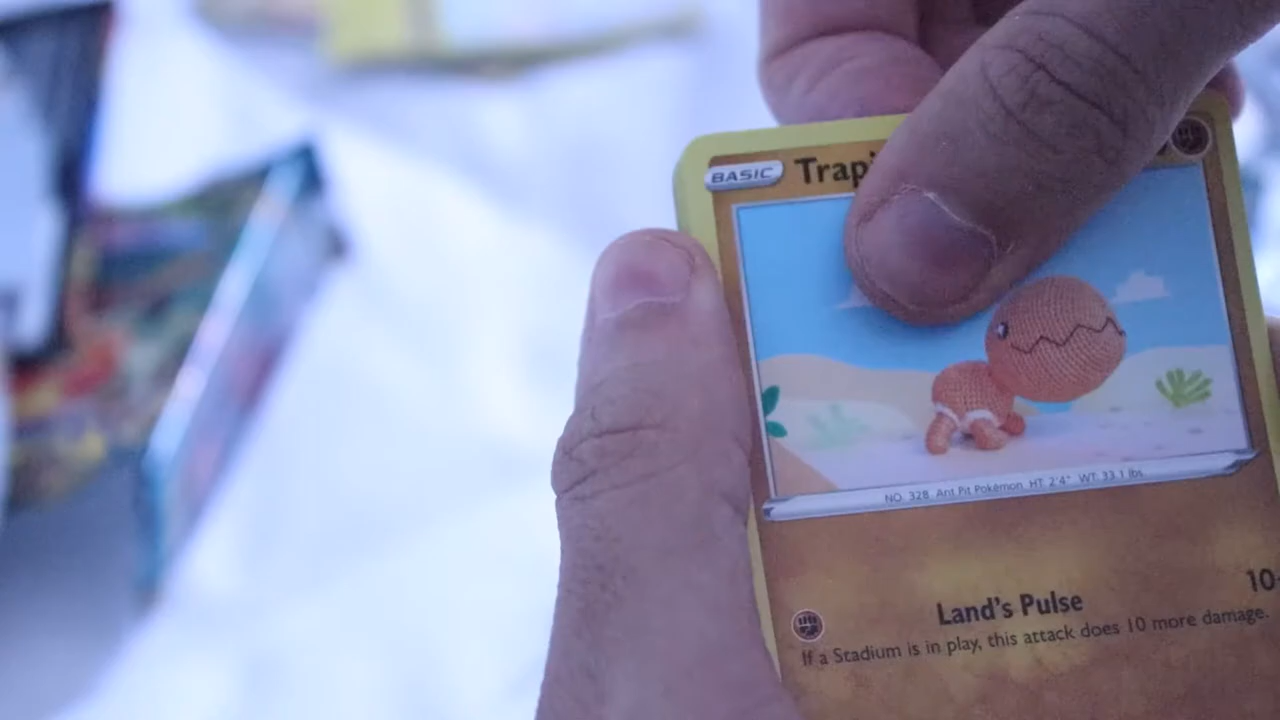 BASIC Trapi
NO. 328 Ant Pit Pokémon HT: 2'4" WT: 33.1 lbs.
Land's Pulse 10+
If a Stadium is in play, this attack does 10 more damage.